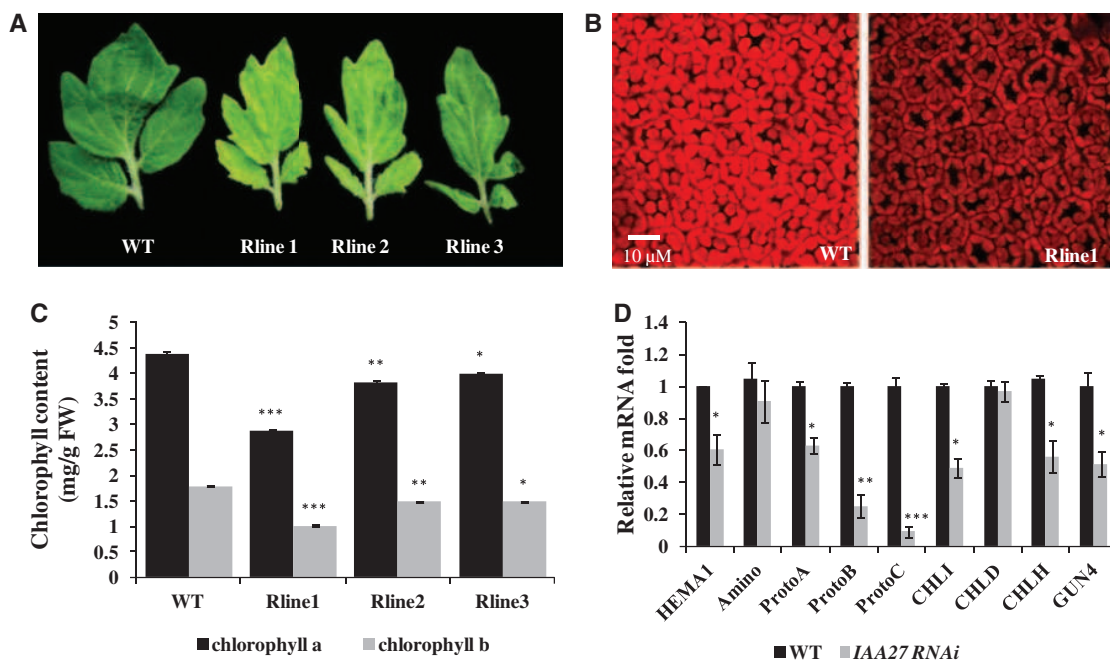 A
WT
Rline 1
Rline 2
Rline 3
B
10 µM
WT
Rline1
C
Chlorophyll content
(mg/g FW)
5
4.5
4
3.5
3
2.5
2
1.5
1
0.5
0
***
***
**
**
*
*
WT
Rline1
Rline2
Rline3
chlorophyll a
chlorophyll b
D
Relative mRNA fold
1.4
1.2
1
0.8
0.6
0.4
0.2
0
*
*
**
***
*
*
*
HEMA1
Amino
ProtoA
ProtoB
ProtoC
CHLI
CHLD
CHLH
GUN4
WT
IAA27 RNAi